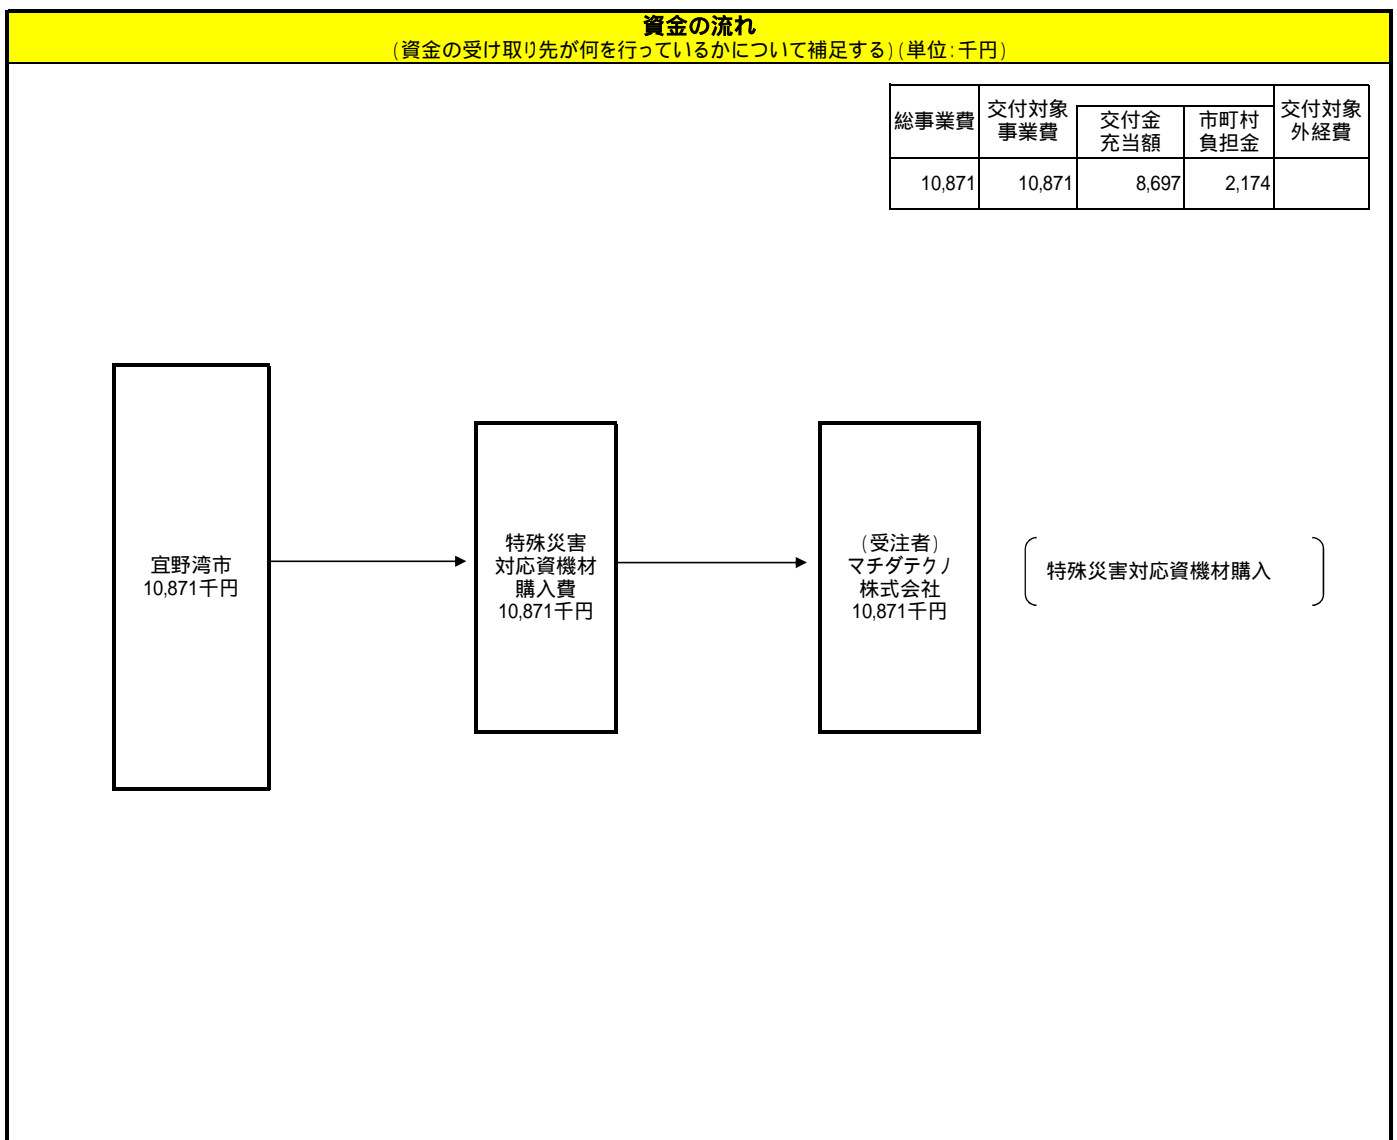 資金の流れ
(資金の受け取り先が何を行っているかについて補足する)(単位:千円)
総事業費
交付対象
事業費
交付金
充当額
市町村
負担金
交付対象
外経費
10,871 10,871 8,697 2,174
宜野湾市
10,871千円
特殊災害
対応資機材
購入費
10,871千円
(受注者)
マチダテクノ
株式会社
10,871千円
特殊災害対応資機材購入